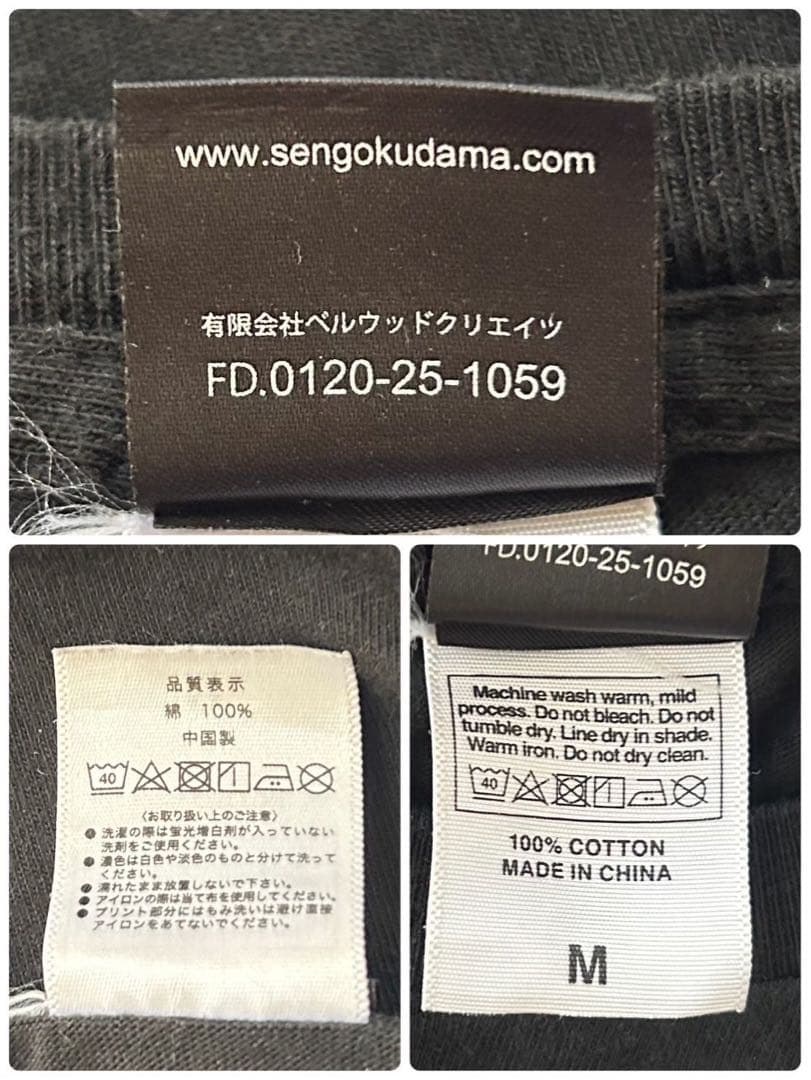 www.sengokudama.com
有限会社ベルウッドクリエイツ
FD.0120-25-1059
品質表示
綿 100%
中国製
40
〈お取り扱い上のご注意〉
●洗濯の際は蛍光増白剤が入っていない
洗剤をご使用ください。
●濃色は白色や淡色のものと分けて洗って
ください。
●濡れたまま放置しないで下さい。
●アイロンの際は当て布を使用してください。
●プリント部分にはもみ洗いは避け直接
アイロンをあてないでください。
FD.0120-25-1059
Machine wash warm, mild
process. Do not bleach. Do not
tumble dry. Line dry in shade.
Warm iron. Do not dry clean.
40
100% COTTON
MADE IN CHINA
M